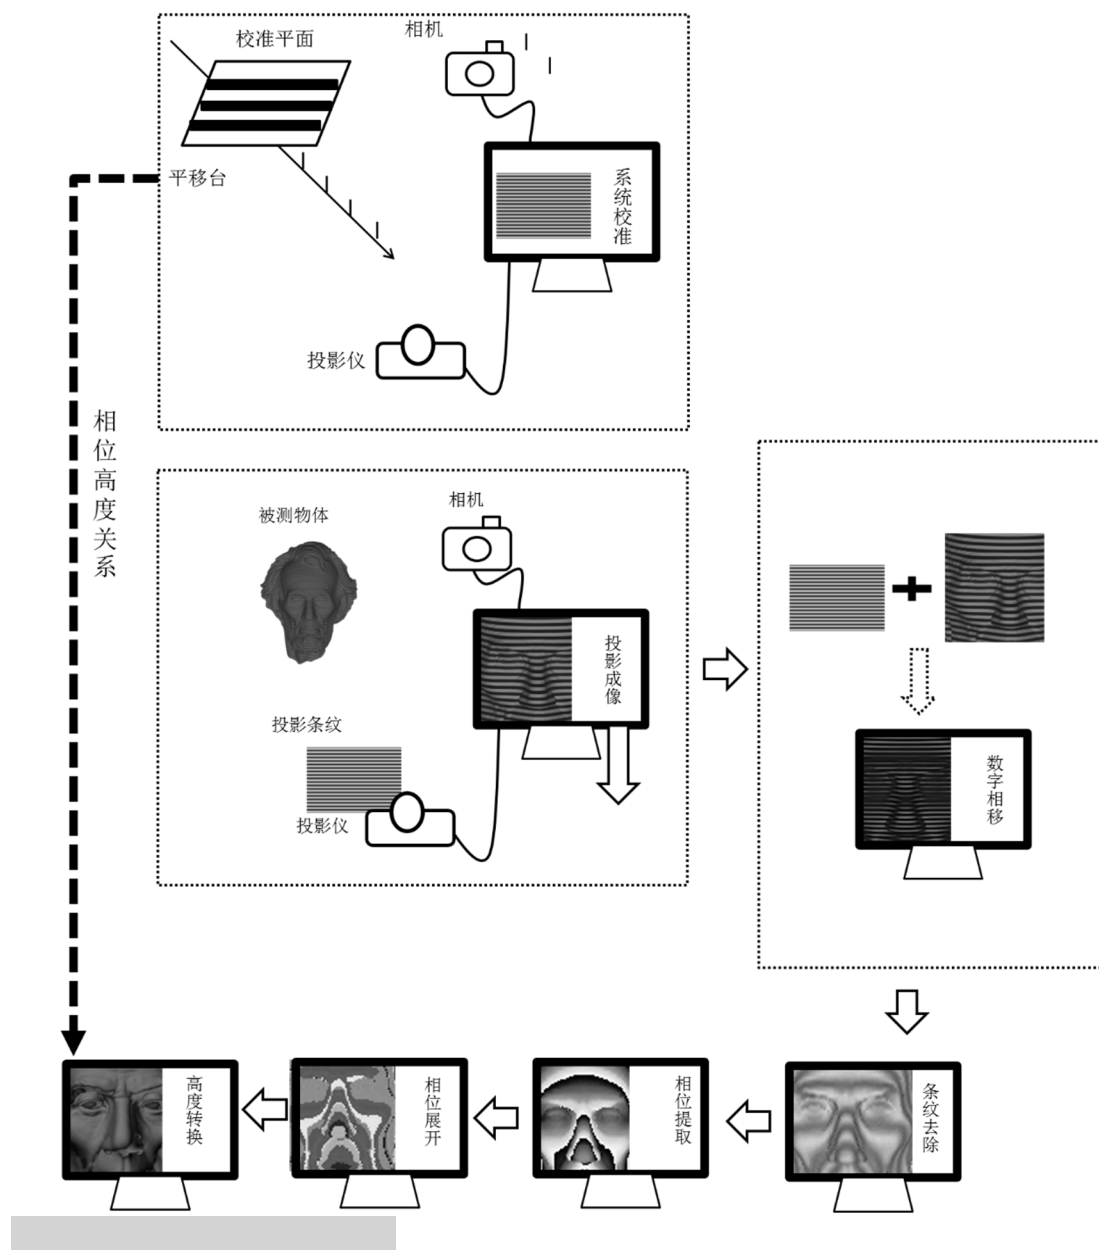 校准平面
相机
平移台
系统校准
投影仪
相位高度关系
相机
被测物体
投影成像
投影条纹
投影仪
数字相移
高度转换
相位展开
相位提取
条纹去除